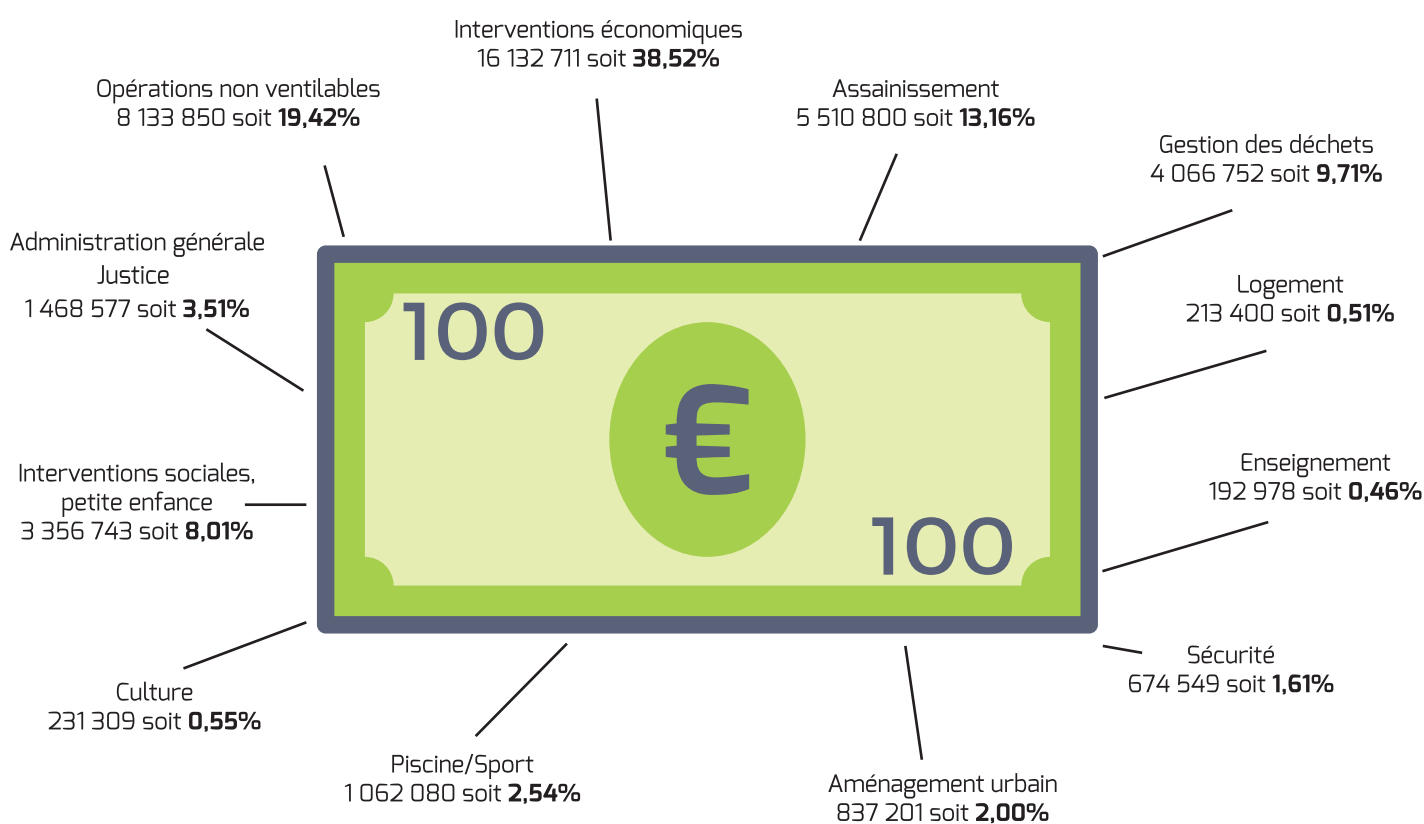 Interventions économiques
16 132 711 soit 38,52%
Opérations non ventilables
8 133 850 soit 19,42%
Assainissement
5 510 800 soit 13,16%
Gestion des déchets
4 066 752 soit 9,71%
Administration générale
Justice
1 468 577 soit 3,51%
Logement
213 400 soit 0,51%
100
€
100
Interventions sociales,
petite enfance
3 356 743 soit 8,01%
Enseignement
192 978 soit 0,46%
Sécurité
674 549 soit 1,61%
Culture
231 309 soit 0,55%
Piscine/Sport
1 062 080 soit 2,54%
Aménagement urbain
837 201 soit 2,00%